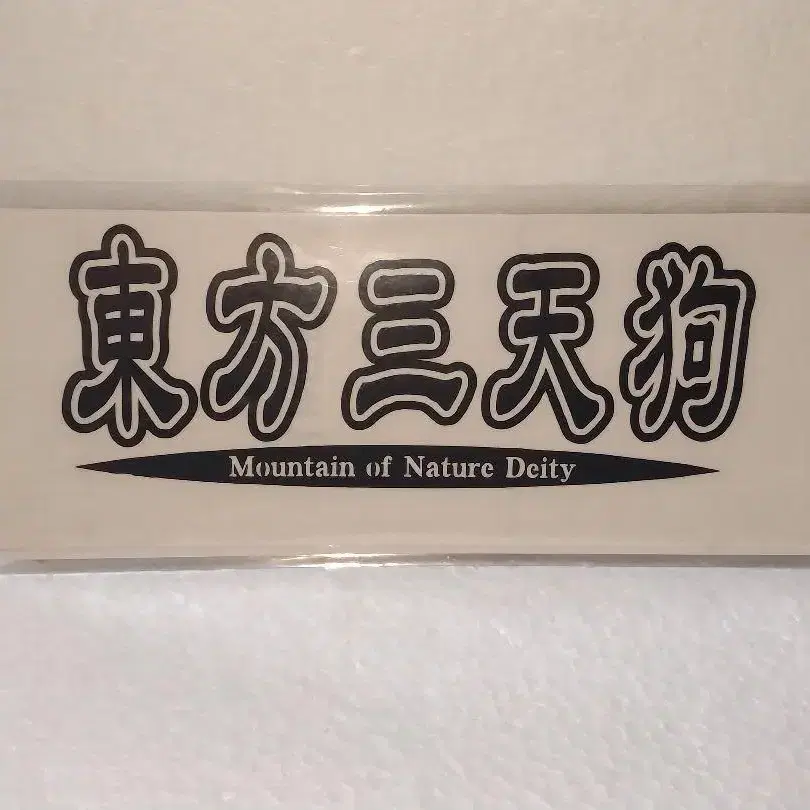 東方三天狗
Mountain of Nature Deity